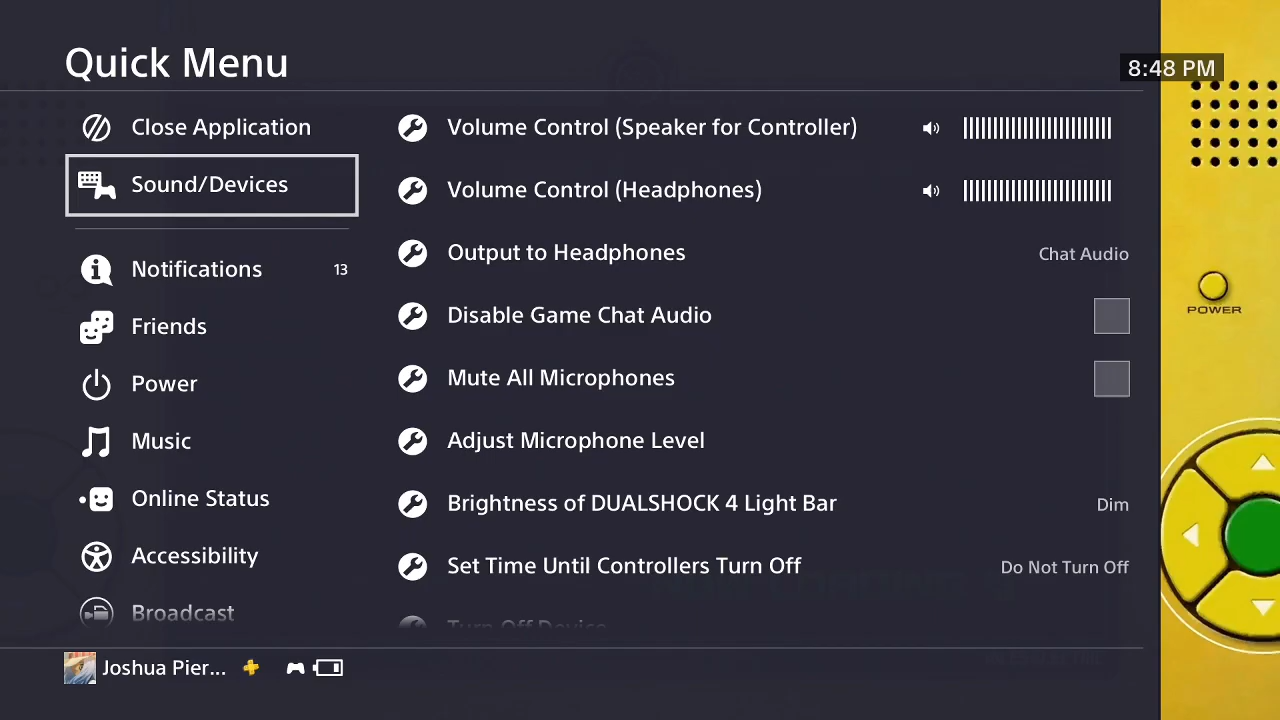 Quick Menu
8:48 PM
Close Application
Sound/Devices
Notifications 13
Friends
Power
Music
Online Status
Accessibility
Broadcast
Volume Control (Speaker for Controller)
Volume Control (Headphones)
Output to Headphones Chat Audio
Disable Game Chat Audio
Mute All Microphones
Adjust Microphone Level
Brightness of DUALSHOCK 4 Light Bar Dim
Set Time Until Controllers Turn Off Do Not Turn Off
Turn Off Device
POWER
Joshua Pier...